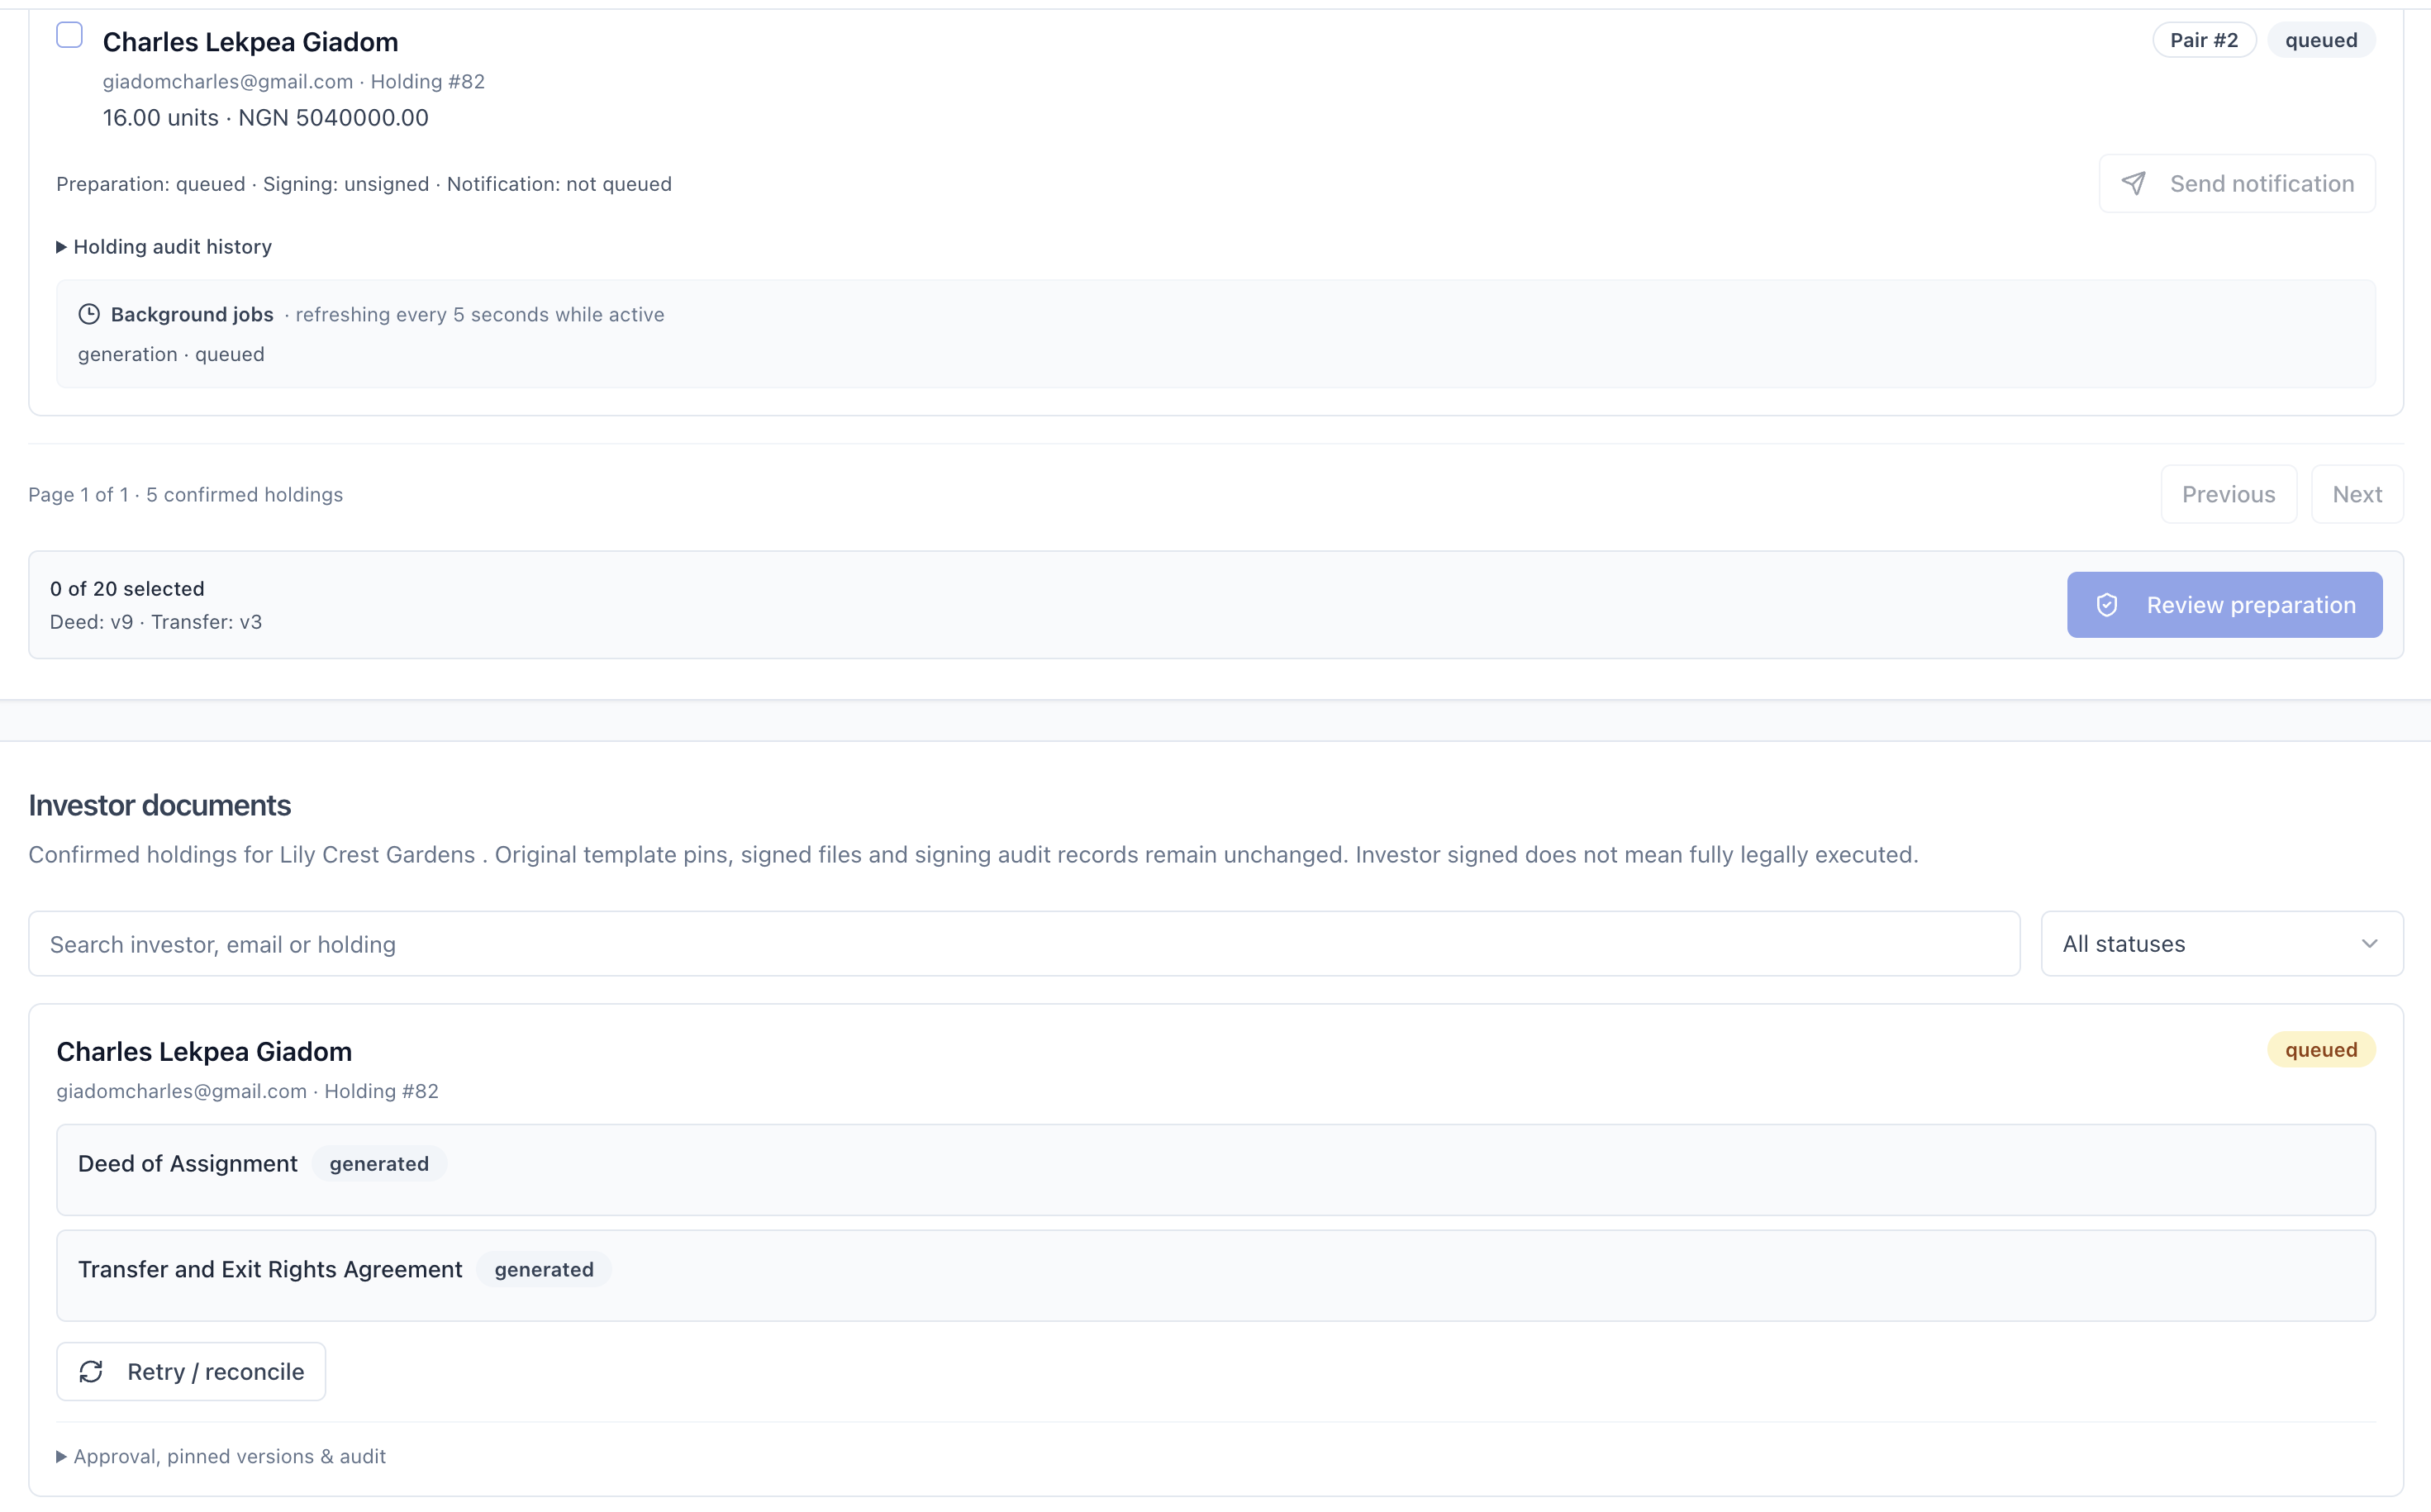 Charles Lekpea Giadom
Pair #2
queued
giadomcharles@gmail.com · Holding #82
16.00 units · NGN 5040000.00
Preparation: queued · Signing: unsigned · Notification: not queued
Send notification
Holding audit history
Background jobs · refreshing every 5 seconds while active
generation · queued
Page 1 of 1 · 5 confirmed holdings
Previous
Next
0 of 20 selected
Deed: v9 · Transfer: v3
Review preparation
Investor documents
Confirmed holdings for Lily Crest Gardens . Original template pins, signed files and signing audit records remain unchanged. Investor signed does not mean fully legally executed.
Search investor, email or holding
All statuses
Charles Lekpea Giadom
queued
giadomcharles@gmail.com · Holding #82
Deed of Assignment generated
Transfer and Exit Rights Agreement generated
Retry / reconcile
Approval, pinned versions & audit